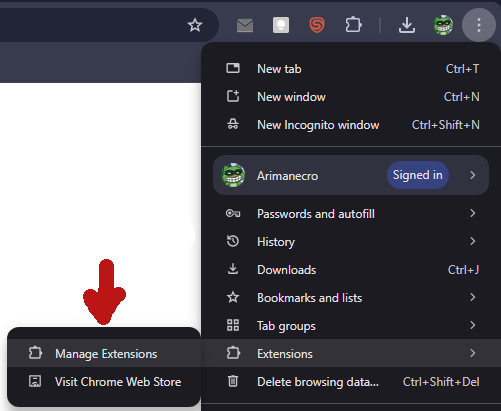 New tab Ctrl+T
New window Ctrl+N
New Incognito window Ctrl+Shift+N
Arimanecro Signed in
Passwords and autofill
History
Downloads Ctrl+J
Bookmarks and lists
Tab groups
Manage Extensions
Extensions
Visit Chrome Web Store
Delete browsing data... Ctrl+Shift+Del